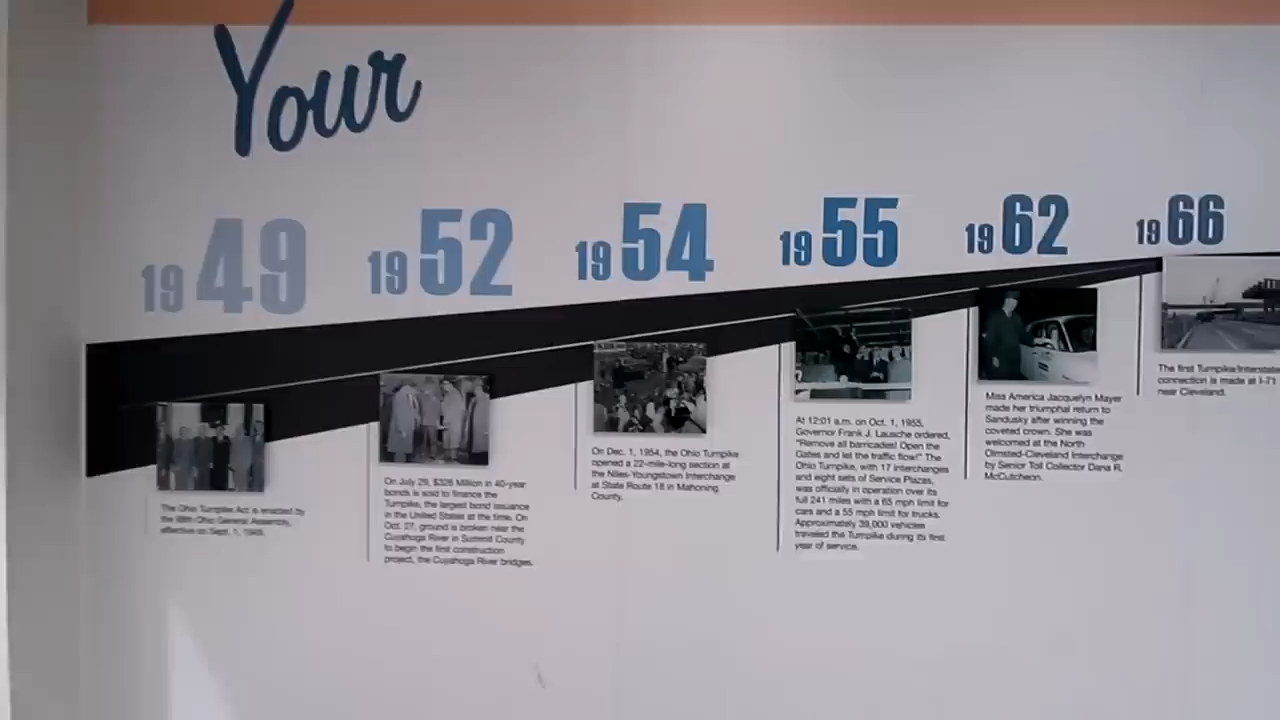 Your
1949
1952
1954
1955
1962
1966
The Ohio Turnpike Act is enacted by
the 98th Ohio General Assembly,
effective on Sept. 1, 1949.
On July 29, $326 Million in 40-year
bonds is sold to finance the
Turnpike, the largest bond issuance
in the United States at the time. On
Oct. 27, ground is broken near the
Cuyahoga River in Summit County
to begin the first construction
project, the Cuyahoga River bridges.
On Dec. 1, 1954, the Ohio Turnpike
opened a 22-mile-long section at
the Niles-Youngstown Interchange
at State Route 18 in Mahoning
County.
At 12:01 a.m. on Oct. 1, 1955,
Governor Frank J. Lausche ordered,
"Remove all barricades! Open the
Gates and let the traffic flow!" The
Ohio Turnpike, with 17 interchanges
and eight sets of Service Plazas,
was officially in operation over its
full 241 miles with a 65 mph limit for
cars and a 55 mph limit for trucks.
Approximately 39,000 vehicles
traveled the Turnpike during its first
year of service.
Miss America Jacquelyn Mayer
made her triumphal return to
Sandusky after winning the
coveted crown. She was
welcomed at the North
Olmsted-Cleveland Interchange
by Senior Toll Collector Dana R.
McCutcheon.
The first Turnpike/Interstate
connection is made at I-71
near Cleveland.